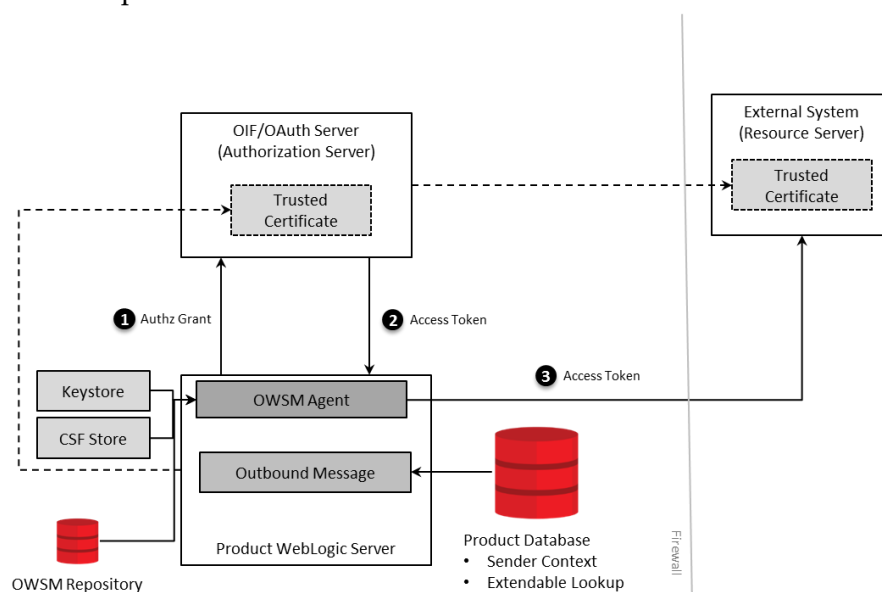 OIF/OAuth Server
(Authorization Server)
Trusted
Certificate
External System
(Resource Server)
Trusted
Certificate
1 Authz Grant
2 Access Token
3 Access Token
Keystore
CSF Store
OWSM Agent
Outbound Message
Product WebLogic Server
OWSM Repository
Product Database
• Sender Context
• Extendable Lookup
Firewall